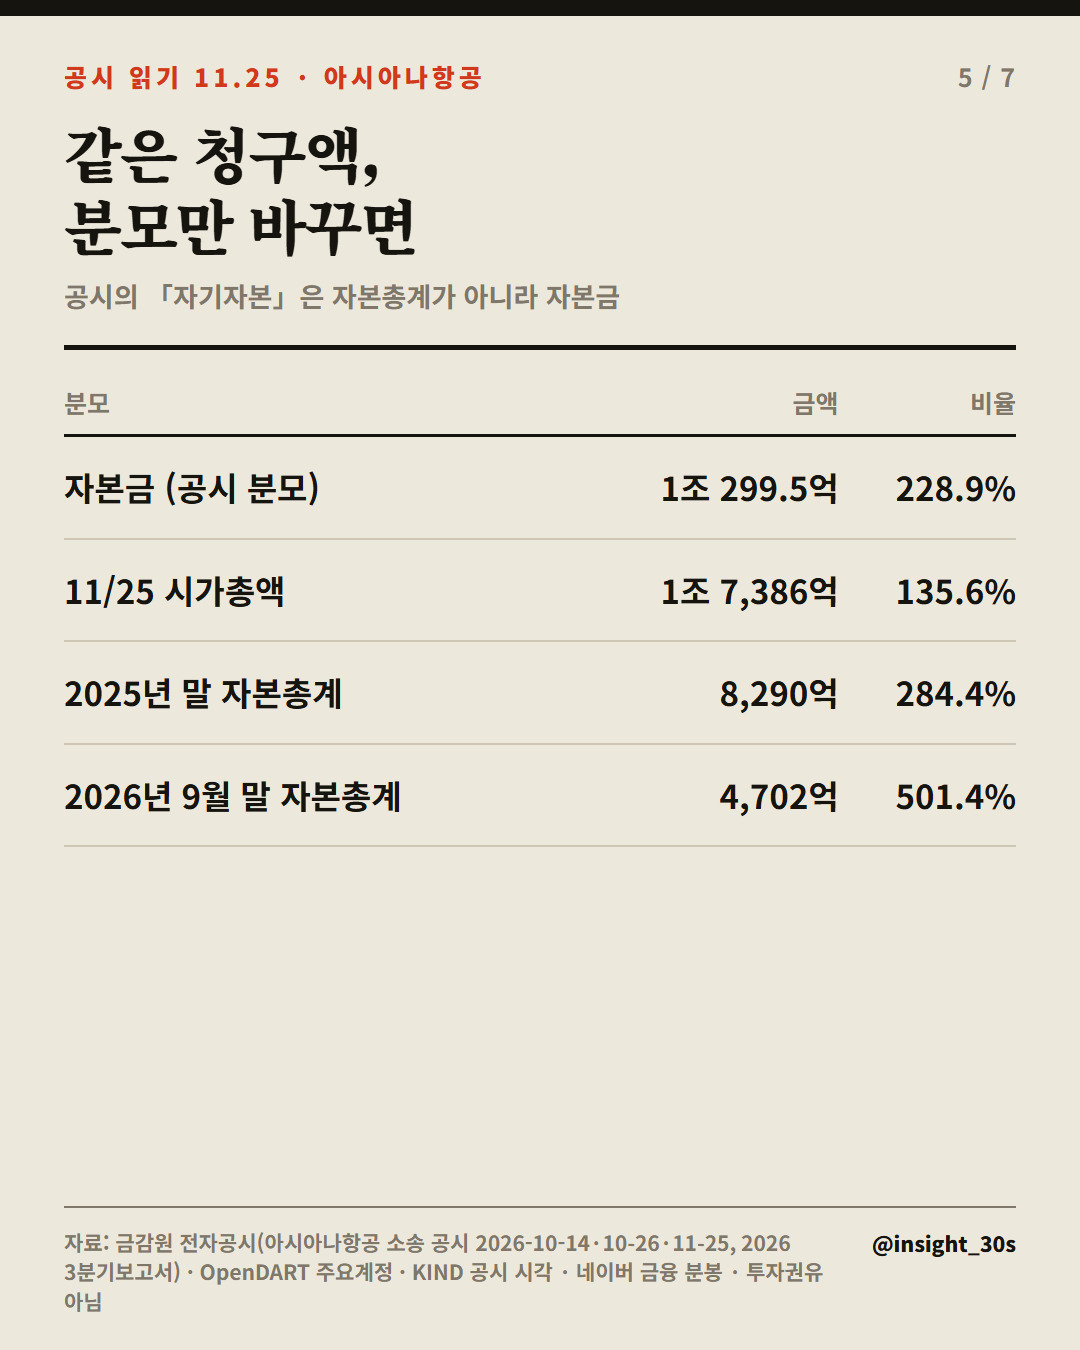 공시 읽기 11.25 · 아시아나항공
5 / 7
같은 청구액,
분모만 바꾸면
공시의 「자기자본」은 자본총계가 아니라 자본금
분모 금액 비율
자본금 (공시 분모) 1조 299.5억 228.9%
11/25 시가총액 1조 7,386억 135.6%
2025년 말 자본총계 8,290억 284.4%
2026년 9월 말 자본총계 4,702억 501.4%
자료: 금감원 전자공시(아시아나항공 소송 공시 2026-10-14·10-26·11-25, 2026
3분기보고서) · OpenDART 주요계정 · KIND 공시 시각 · 네이버 금융 분봉 · 투자권유
아님
@insight_30s